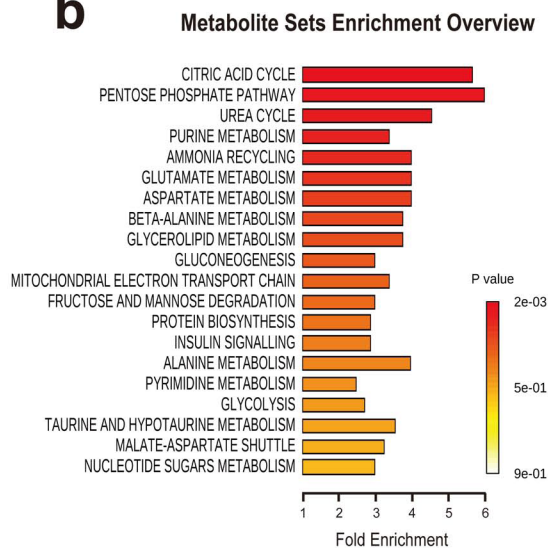 b
Metabolite Sets Enrichment Overview
CITRIC ACID CYCLE
PENTOSE PHOSPHATE PATHWAY
UREA CYCLE
PURINE METABOLISM
AMMONIA RECYCLING
GLUTAMATE METABOLISM
ASPARTATE METABOLISM
BETA-ALANINE METABOLISM
GLYCEROLIPID METABOLISM
GLUCONEOGENESIS
MITOCHONDRIAL ELECTRON TRANSPORT CHAIN
FRUCTOSE AND MANNOSE DEGRADATION
PROTEIN BIOSYNTHESIS
INSULIN SIGNALLING
ALANINE METABOLISM
PYRIMIDINE METABOLISM
GLYCOLYSIS
TAURINE AND HYPOTAURINE METABOLISM
MALATE-ASPARTATE SHUTTLE
NUCLEOTIDE SUGARS METABOLISM
P value
2e-03
5e-01
9e-01
1 2 3 4 5 6
Fold Enrichment